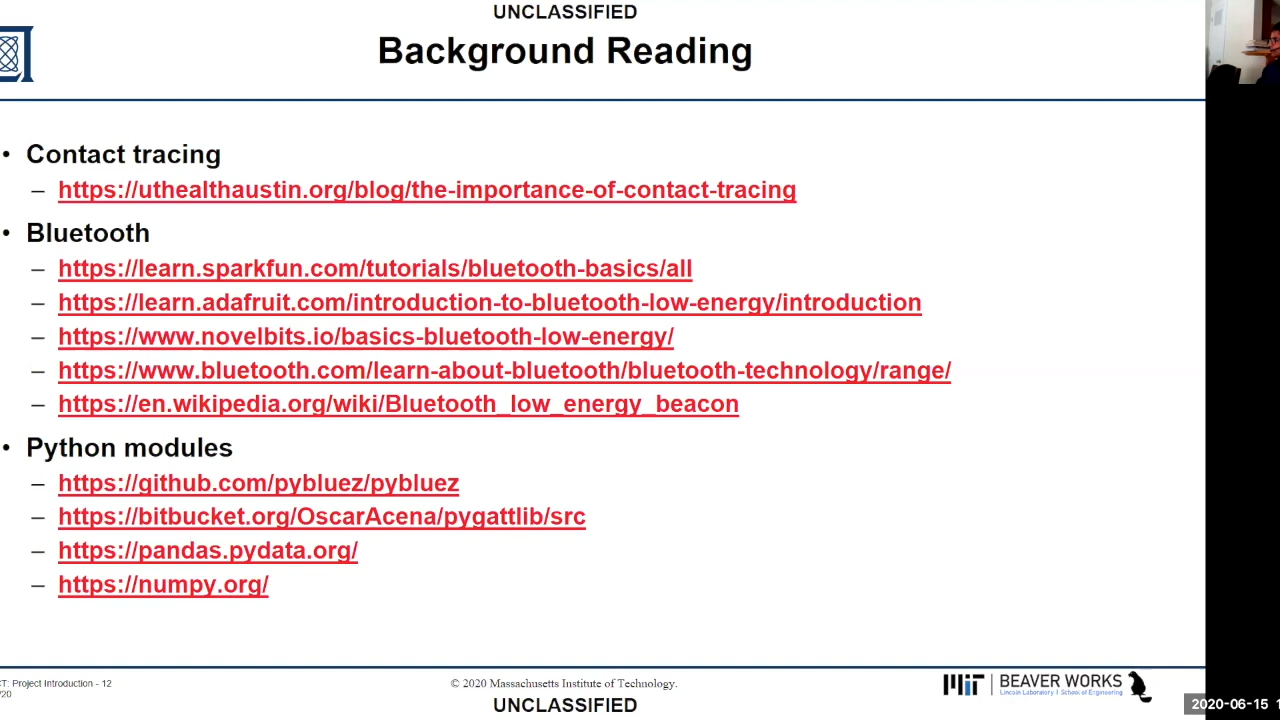 UNCLASSIFIED
Background Reading
• Contact tracing
– https://uthealthaustin.org/blog/the-importance-of-contact-tracing
• Bluetooth
– https://learn.sparkfun.com/tutorials/bluetooth-basics/all
– https://learn.adafruit.com/introduction-to-bluetooth-low-energy/introduction
– https://www.novelbits.io/basics-bluetooth-low-energy/
– https://www.bluetooth.com/learn-about-bluetooth/bluetooth-technology/range/
– https://en.wikipedia.org/wiki/Bluetooth_low_energy_beacon
• Python modules
– https://github.com/pybluez/pybluez
– https://bitbucket.org/OscarAcena/pygattlib/src
– https://pandas.pydata.org/
– https://numpy.org/
CT: Project Introduction - 12
/20
© 2020 Massachusetts Institute of Technology.
UNCLASSIFIED
MIT
BEAVER WORKS
Lincoln Laboratory | School of Engineering
2020-06-15 1